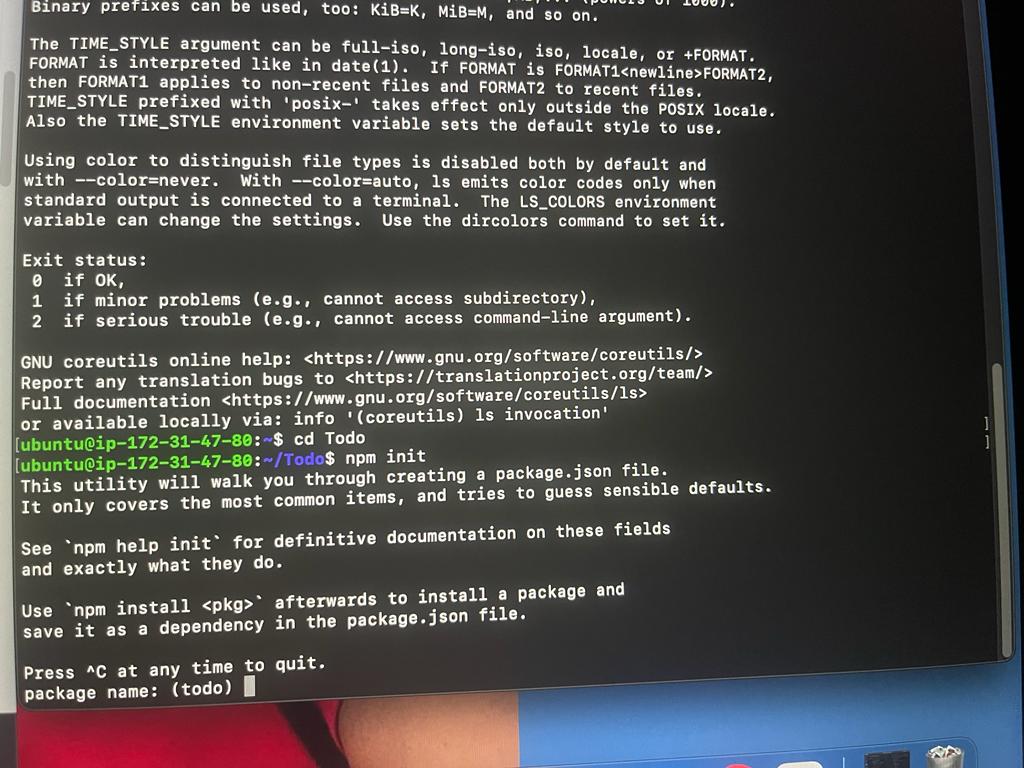 Binary prefixes can be used, too: KiB=K, MiB=M, and so on.
The TIME_STYLE argument can be full-iso, long-iso, iso, locale, or +FORMAT.
FORMAT is interpreted like in date(1).  If FORMAT is FORMAT1<newline>FORMAT2,
then FORMAT1 applies to non-recent files and FORMAT2 to recent files.
TIME_STYLE prefixed with 'posix-' takes effect only outside the POSIX locale.
Also the TIME_STYLE environment variable sets the default style to use.
Using color to distinguish file types is disabled both by default and
with --color=never.  With --color=auto, ls emits color codes only when
standard output is connected to a terminal.  The LS_COLORS environment
variable can change the settings.  Use the dircolors command to set it.
Exit status:
0  if OK,
1  if minor problems (e.g., cannot access subdirectory),
2  if serious trouble (e.g., cannot access command-line argument).
GNU coreutils online help: <https://www.gnu.org/software/coreutils/>
Report any translation bugs to <https://translationproject.org/team/>
Full documentation <https://www.gnu.org/software/coreutils/ls>
or available locally via: info '(coreutils) ls invocation'
[ubuntu@ip-172-31-47-80:~$ cd Todo ]
[ubuntu@ip-172-31-47-80:~/Todo$ npm init ]
This utility will walk you through creating a package.json file.
It only covers the most common items, and tries to guess sensible defaults.
See `npm help init` for definitive documentation on these fields
and exactly what they do.
Use `npm install <pkg>` afterwards to install a package and
save it as a dependency in the package.json file.
Press ^C at any time to quit.
package name: (todo)